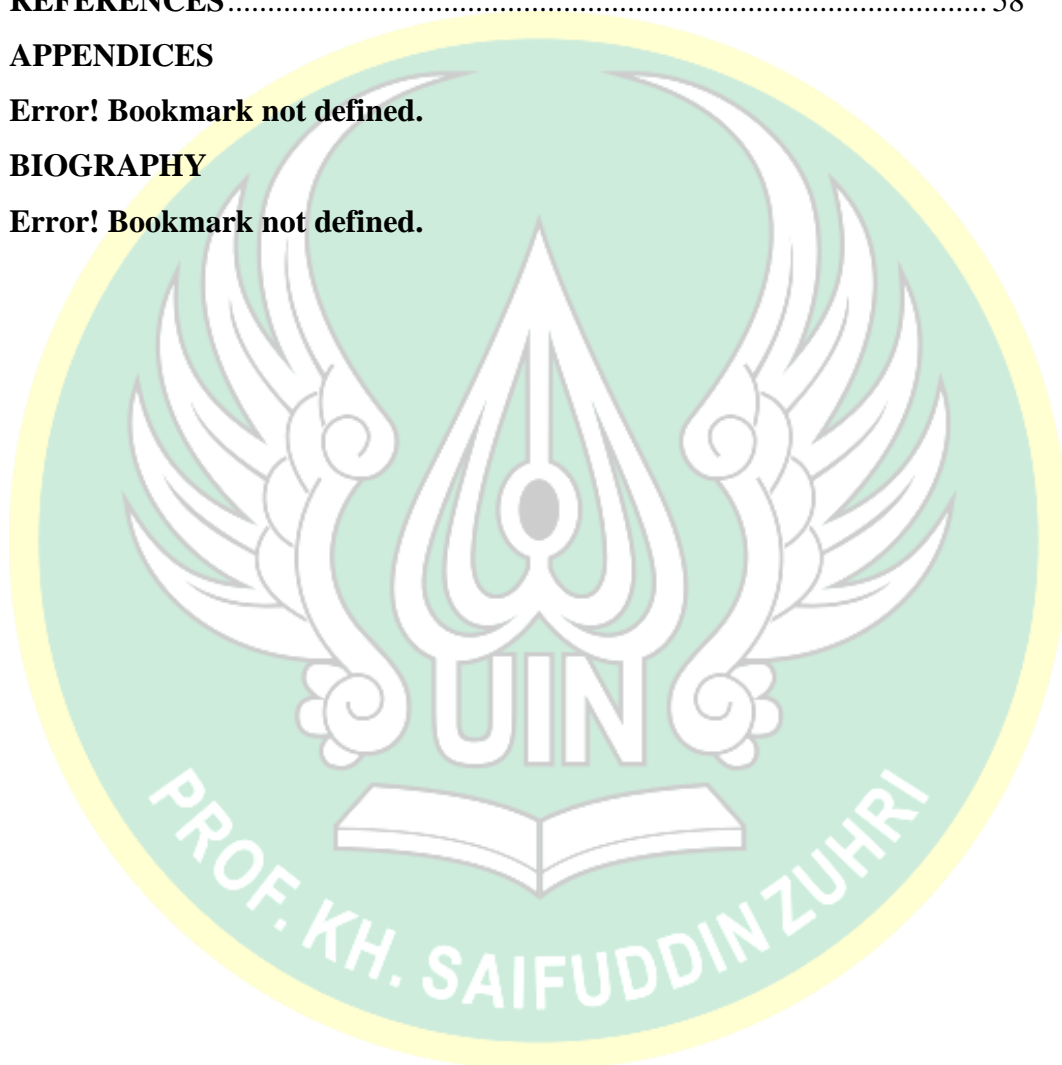 REFERENCES........................................................................................... 58
APPENDICES
Error! Bookmark not defined.
BIOGRAPHY
Error! Bookmark not defined.
UIN
PROF. KH. SAIFUDDIN ZUHRI